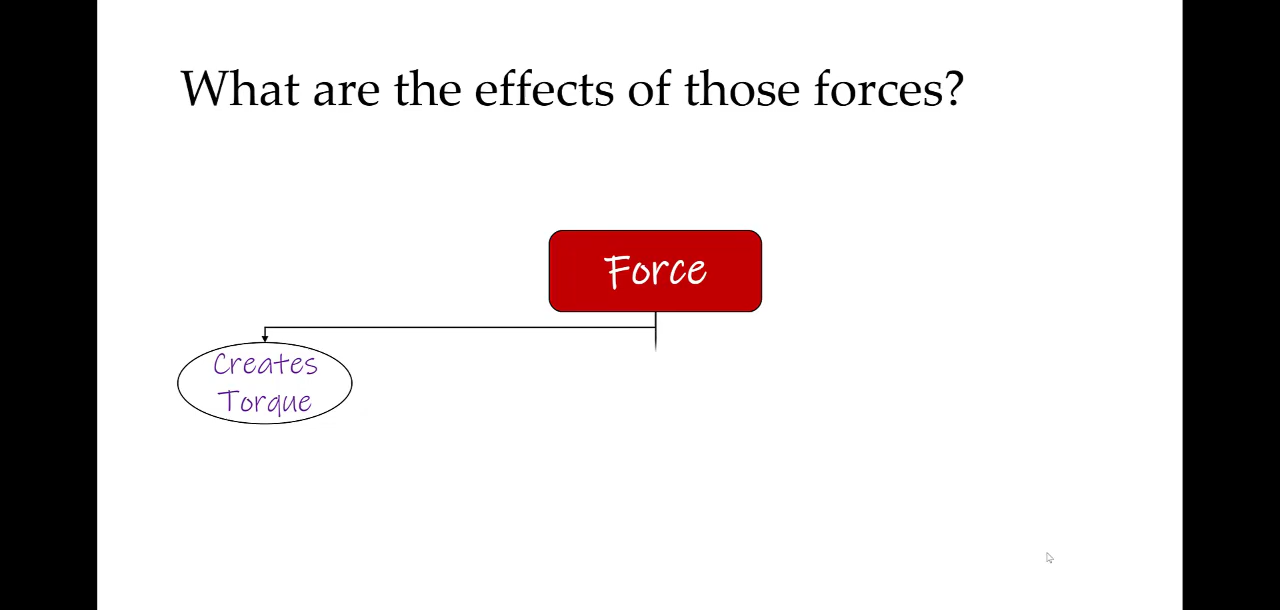 What are the effects of those forces?
Force
Creates
Torque